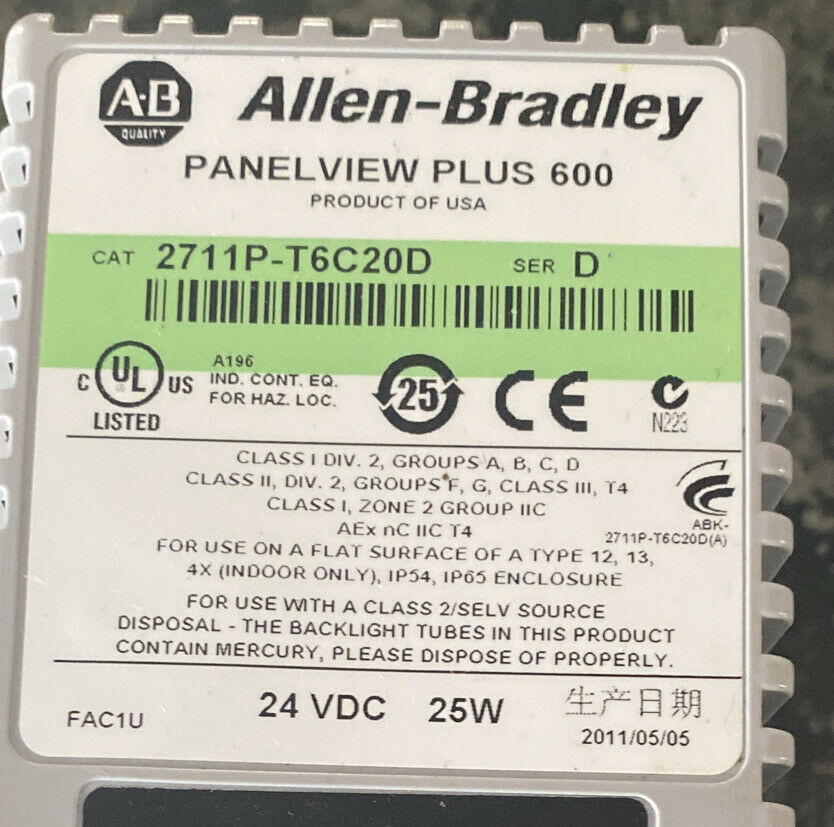 A·B QUALITY Allen-Bradley
PANELVIEW PLUS 600
PRODUCT OF USA
CAT 2711P-T6C20D SER D
C UL US LISTED
A196
IND. CONT. EQ.
FOR HAZ. LOC.
25
CE
N223
CLASS I DIV. 2, GROUPS A, B, C, D
CLASS II, DIV. 2, GROUPS F, G, CLASS III, T4
CLASS I, ZONE 2 GROUP IIC
AEx nC IIC T4
ABK-
2711P-T6C20D(A)
FOR USE ON A FLAT SURFACE OF A TYPE 12, 13,
4X (INDOOR ONLY), IP54, IP65 ENCLOSURE
FOR USE WITH A CLASS 2/SELV SOURCE
DISPOSAL - THE BACKLIGHT TUBES IN THIS PRODUCT
CONTAIN MERCURY, PLEASE DISPOSE OF PROPERLY.
FAC1U
24 VDC 25W
生产日期
2011/05/05